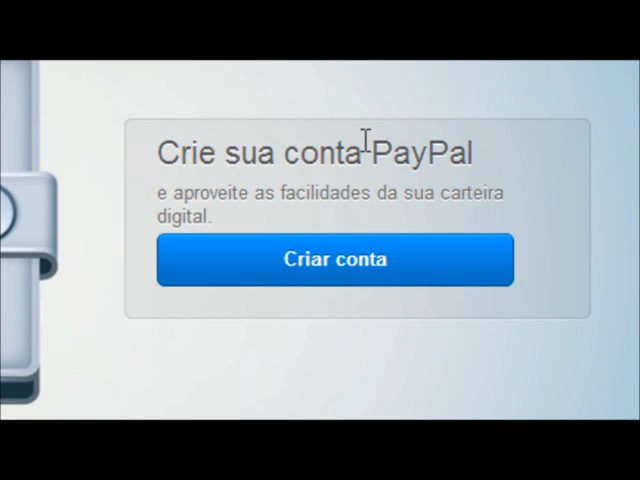 Crie sua conta PayPal
e aproveite as facilidades da sua carteira
digital.
Criar conta